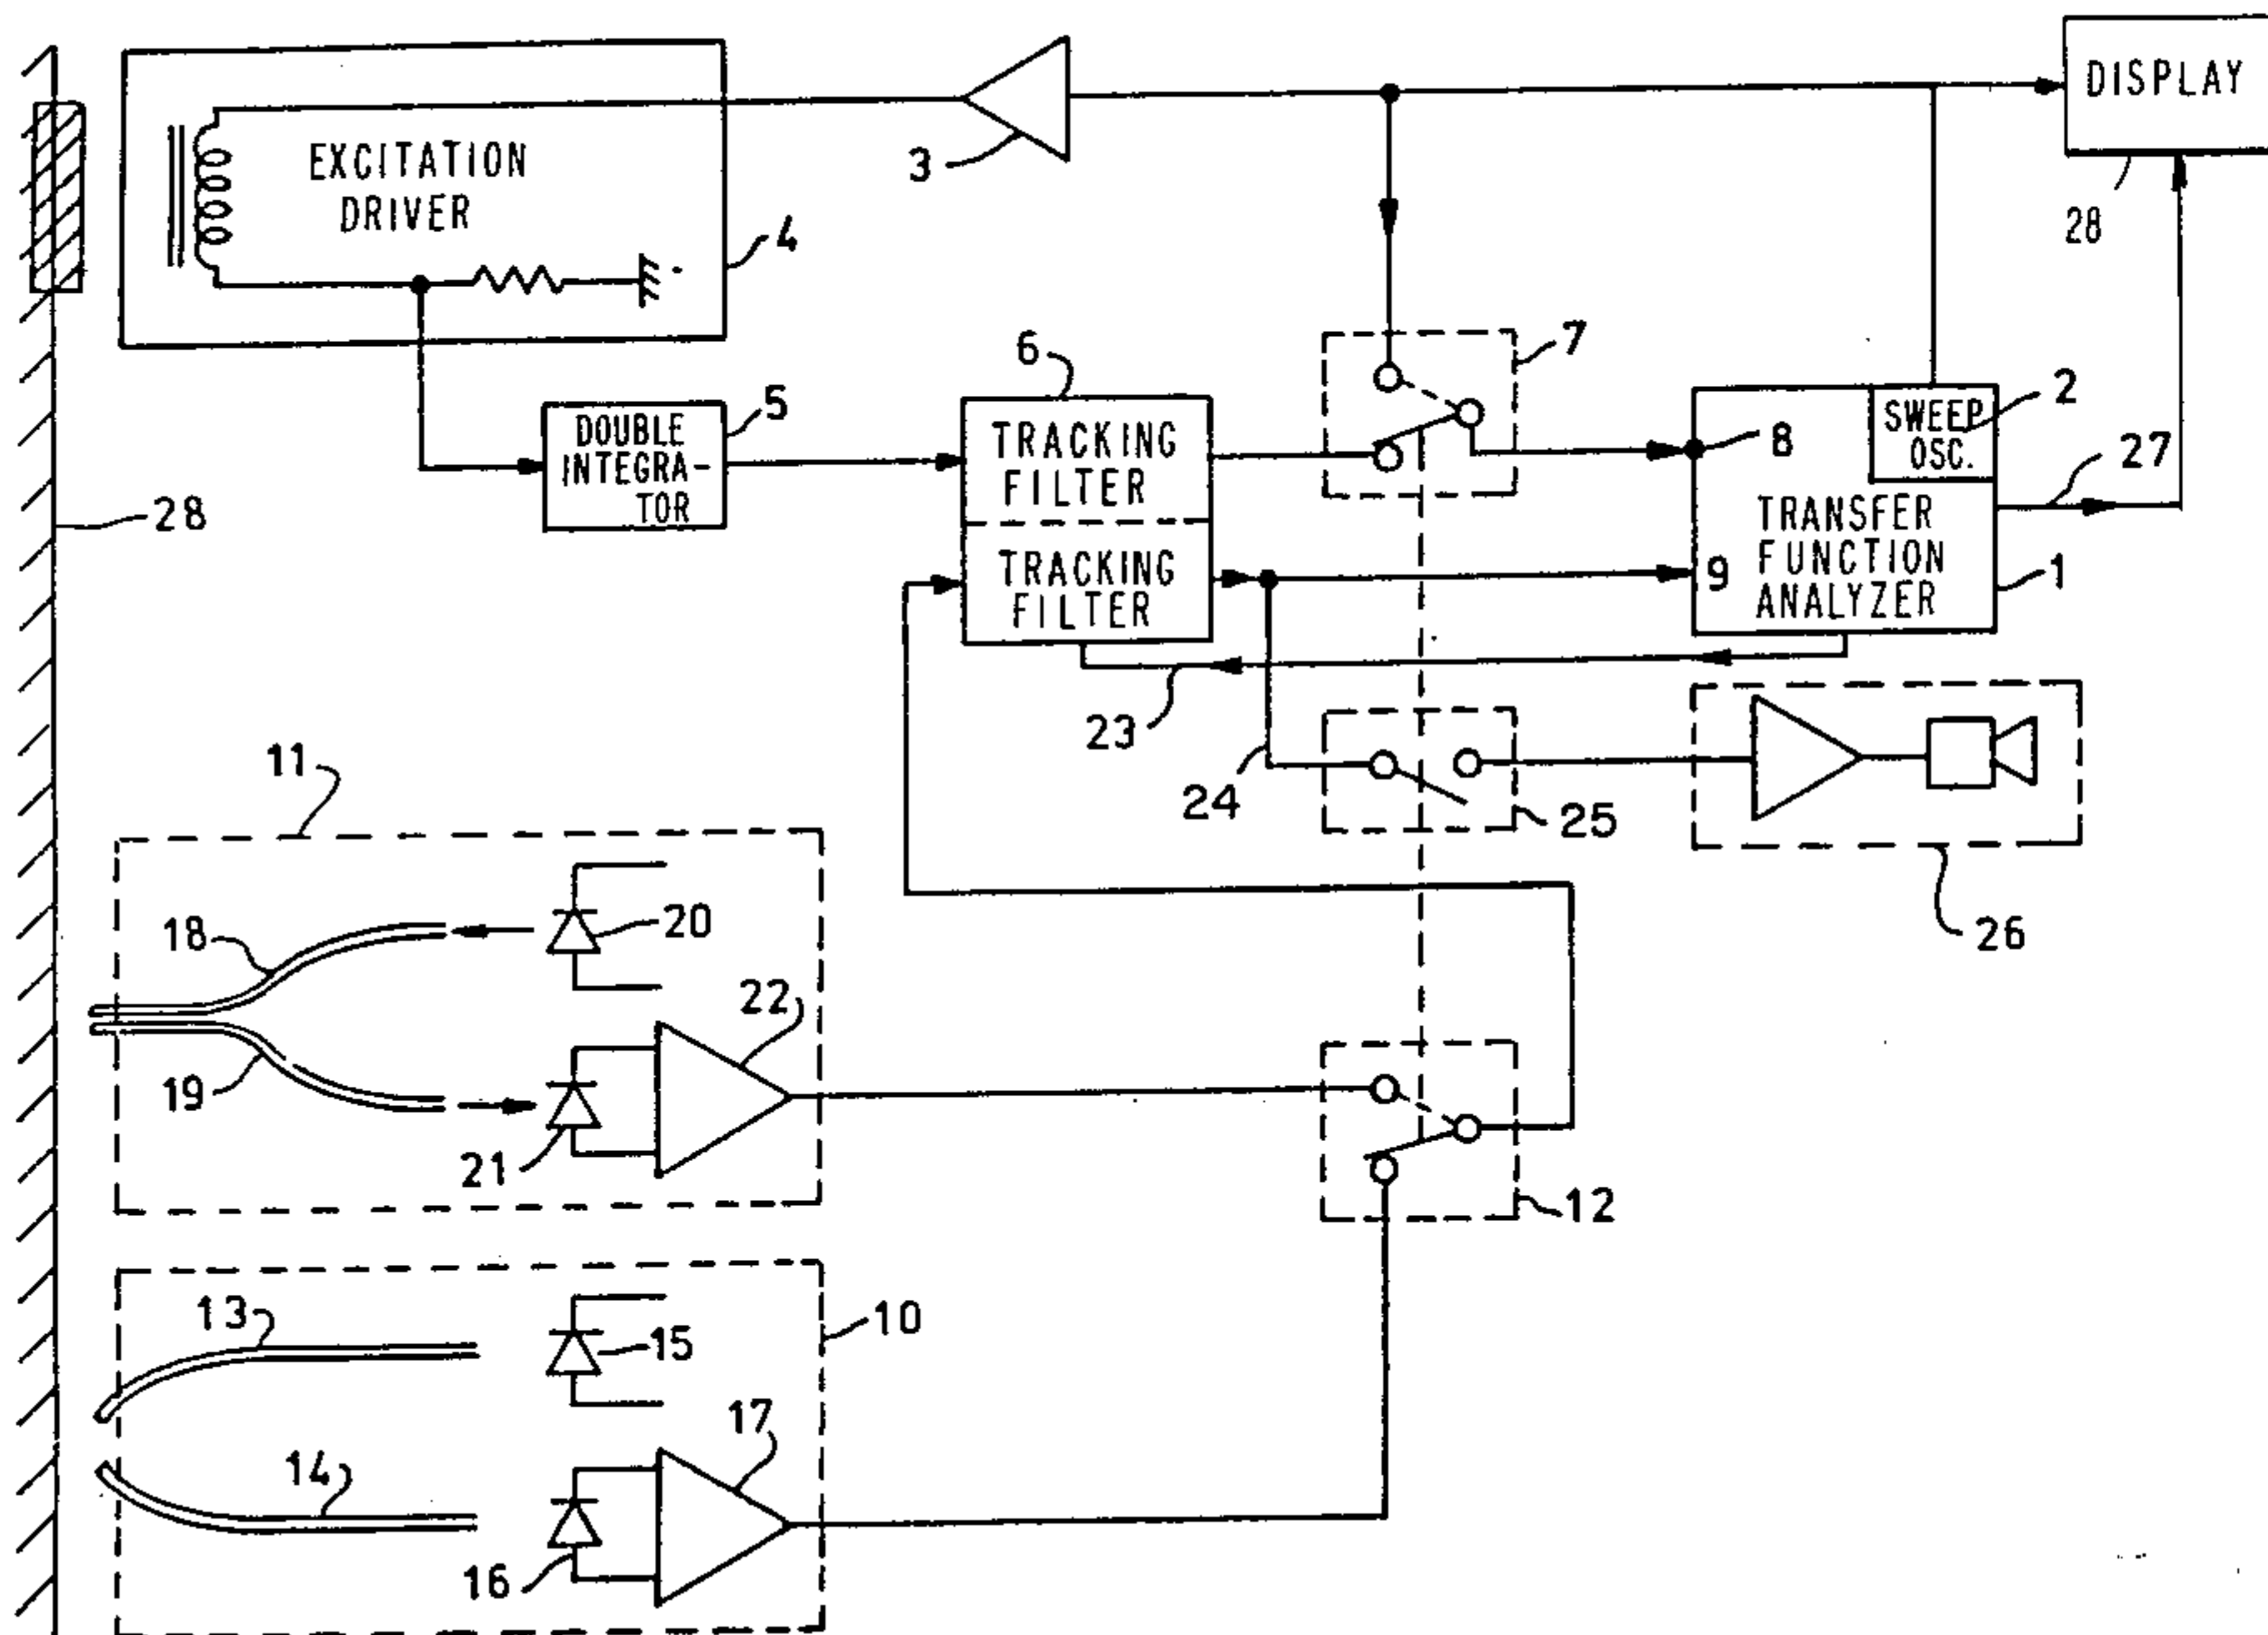 DISPLAY
28
EXCITATION
DRIVER
3
4
6
7
5
DOUBLE
INTEGRA-
TOR
TRACKING
FILTER
TRACKING
FILTER
8
SWEEP
OSC.
2
27
TRANSFER
FUNCTION
ANALYZER
9
1
28
23
24
25
26
11
18
20
22
19
21
12
13
15
10
14
17
16